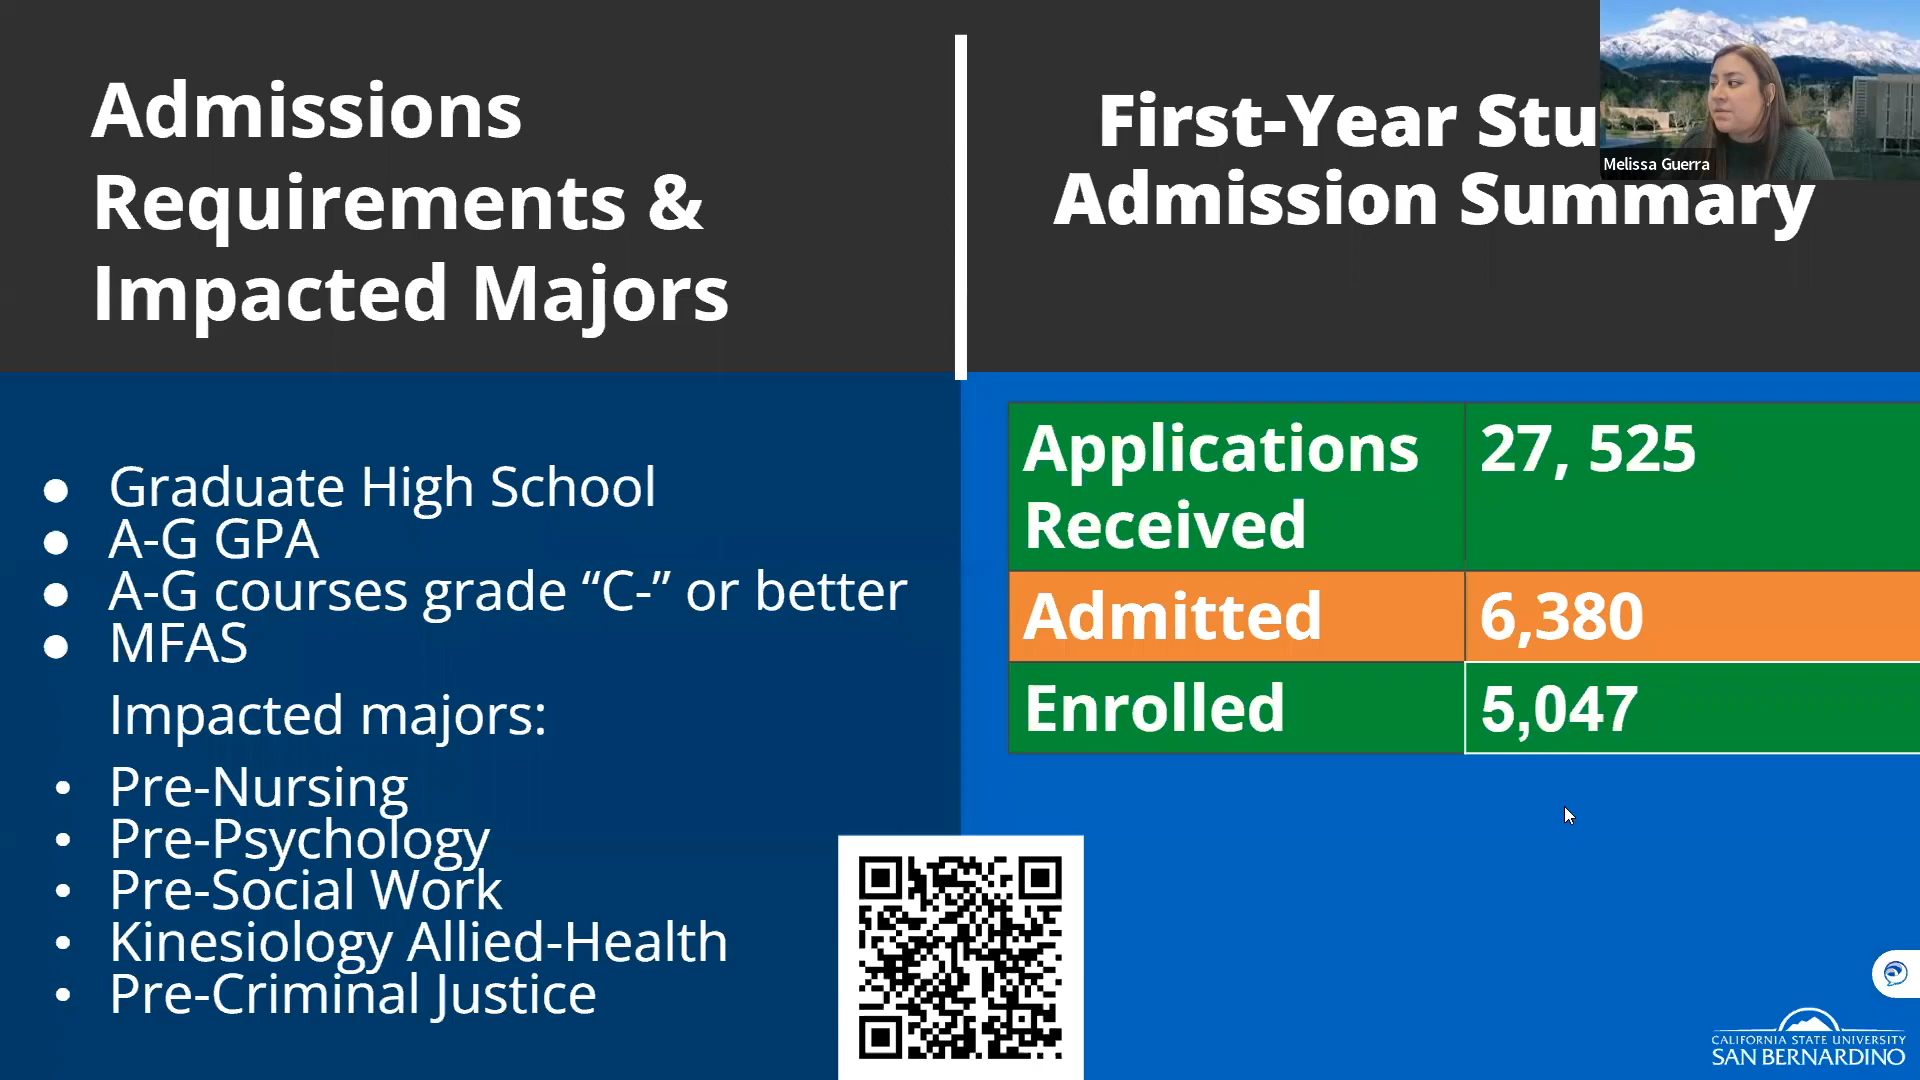 Admissions
Requirements &
Impacted Majors
First-Year Stu
Admission Summary
Melissa Guerra
● Graduate High School
● A-G GPA
● A-G courses grade “C-” or better
● MFAS
Impacted majors:
• Pre-Nursing
• Pre-Psychology
• Pre-Social Work
• Kinesiology Allied-Health
• Pre-Criminal Justice
Applications Received 27, 525
Admitted 6,380
Enrolled 5,047
CALIFORNIA STATE UNIVERSITY
SAN BERNARDINO